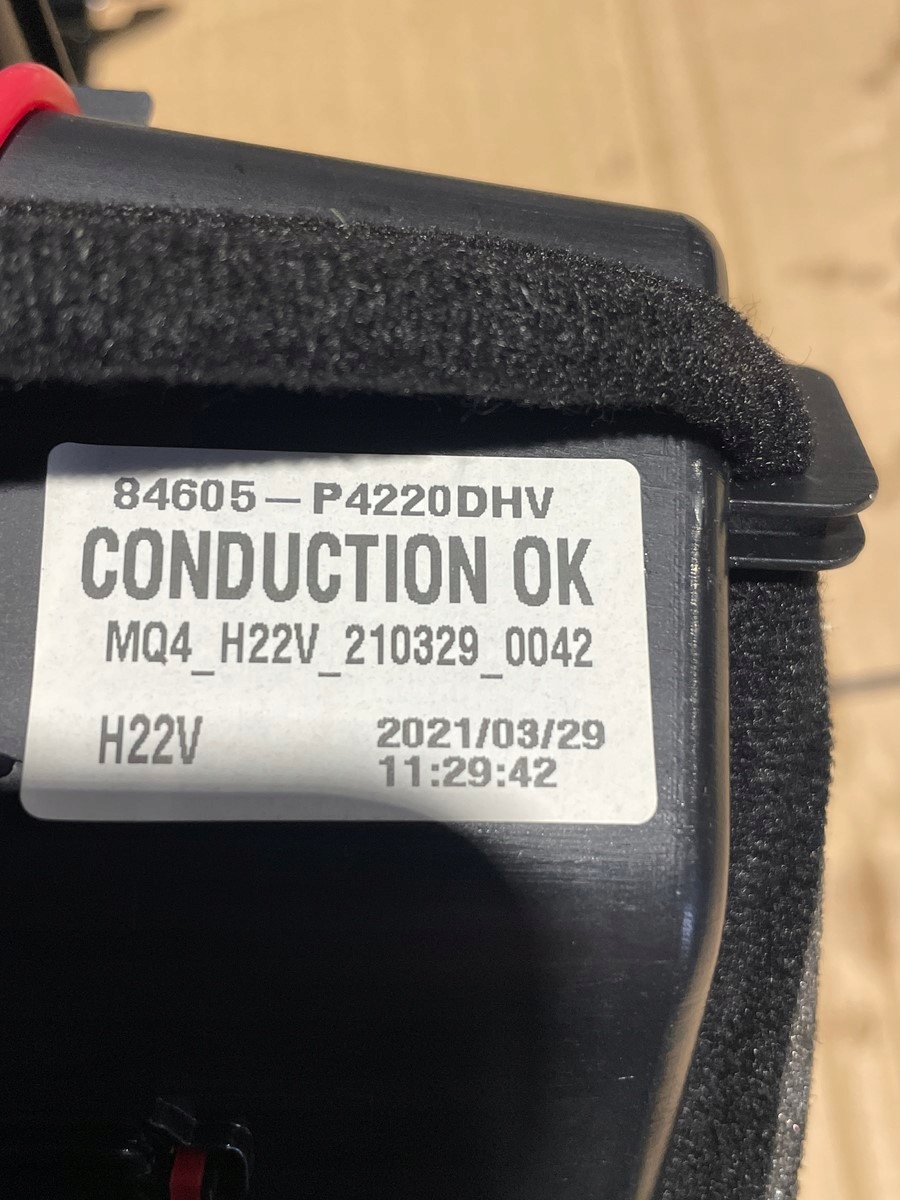 84605-P4220DHV
CONDUCTION OK
MQ4_H22V_210329_0042
H22V
2021/03/29
11:29:42